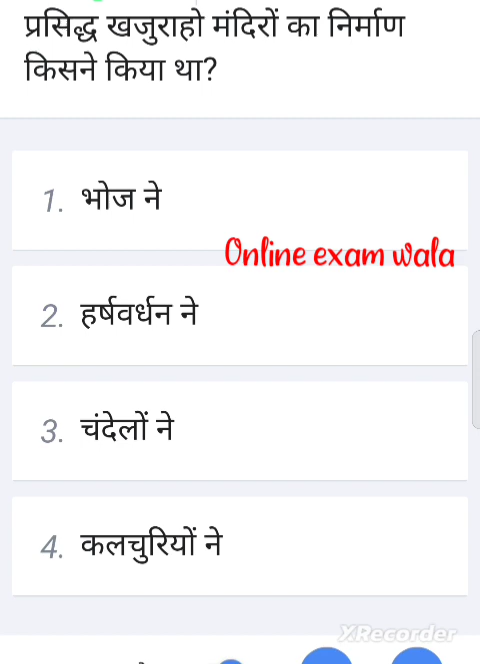 प्रसिद्ध खजुराहो मंदिरों का निर्माण
किसने किया था?
1. भोज ने
Online exam wala
2. हर्षवर्धन ने
3. चंदेलों ने
4. कलचुरियों ने
XRecorder